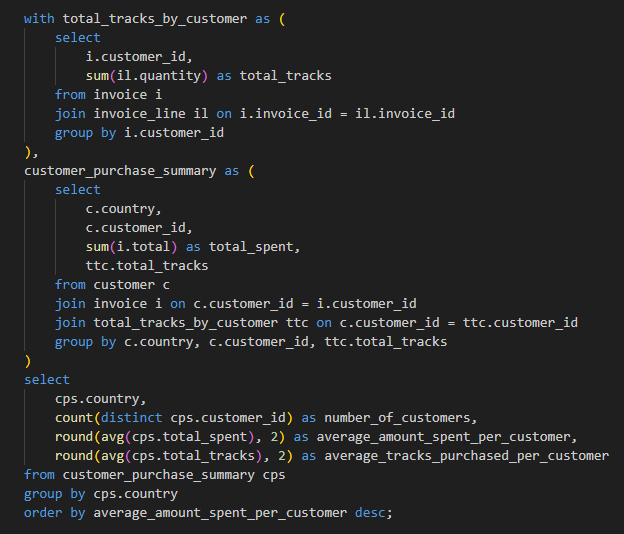 with total_tracks_by_customer as (
    select
        i.customer_id,
        sum(il.quantity) as total_tracks
    from invoice i
    join invoice_line il on i.invoice_id = il.invoice_id
    group by i.customer_id
),
customer_purchase_summary as (
    select
        c.country,
        c.customer_id,
        sum(i.total) as total_spent,
        ttc.total_tracks
    from customer c
    join invoice i on c.customer_id = i.customer_id
    join total_tracks_by_customer ttc on c.customer_id = ttc.customer_id
    group by c.country, c.customer_id, ttc.total_tracks
)
select
    cps.country,
    count(distinct cps.customer_id) as number_of_customers,
    round(avg(cps.total_spent), 2) as average_amount_spent_per_customer,
    round(avg(cps.total_tracks), 2) as average_tracks_purchased_per_customer
from customer_purchase_summary cps
group by cps.country
order by average_amount_spent_per_customer desc;